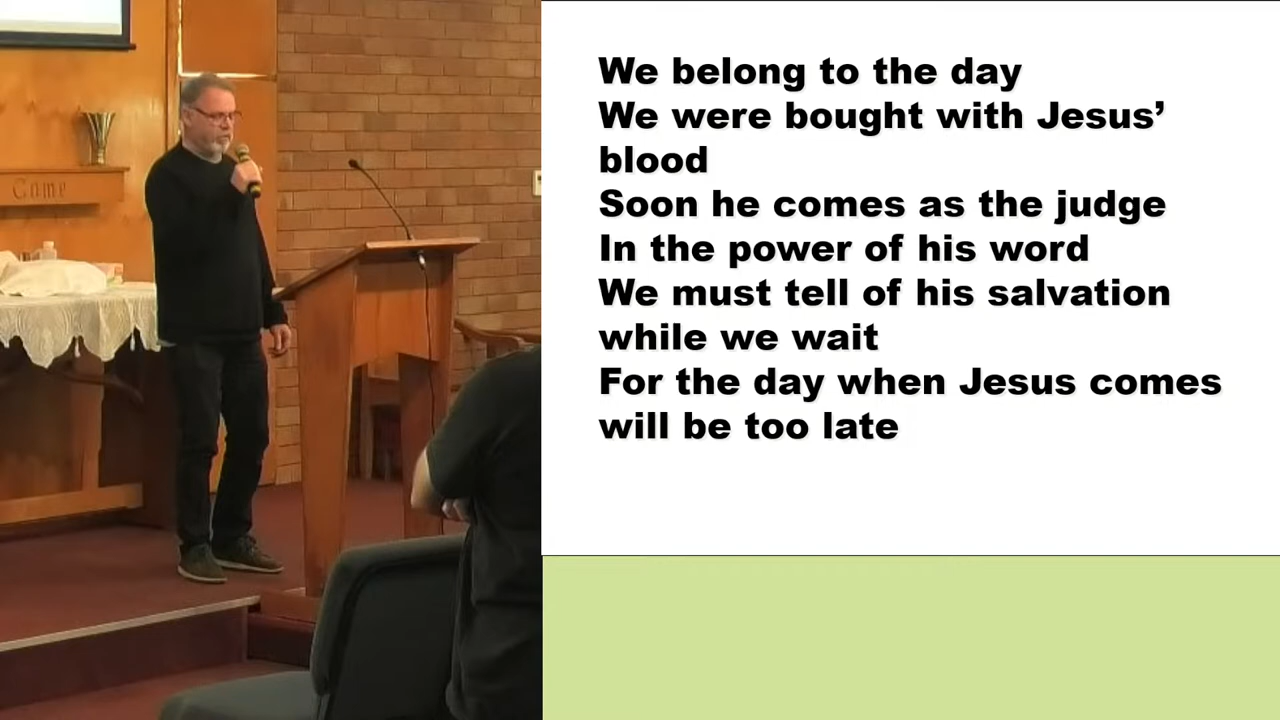 Came
We belong to the day
We were bought with Jesus’
blood
Soon he comes as the judge
In the power of his word
We must tell of his salvation
while we wait
For the day when Jesus comes
will be too late